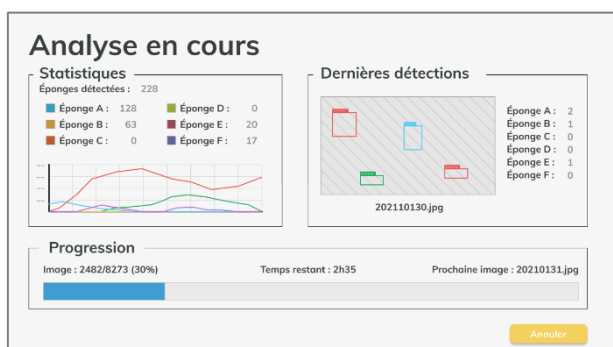 Analyse en cours
Statistiques
Éponges détectées : 228
Éponge A : 128
Éponge D : 0
Éponge B : 63
Éponge E : 20
Éponge C : 0
Éponge F : 17
Dernières détections
Éponge A : 2
Éponge B : 1
Éponge C : 0
Éponge D : 0
Éponge E : 1
Éponge F : 0
202110130.jpg
Progression
Image : 2482/8273 (30%)
Temps restant : 2h35
Prochaine image : 20210131.jpg
Annuler